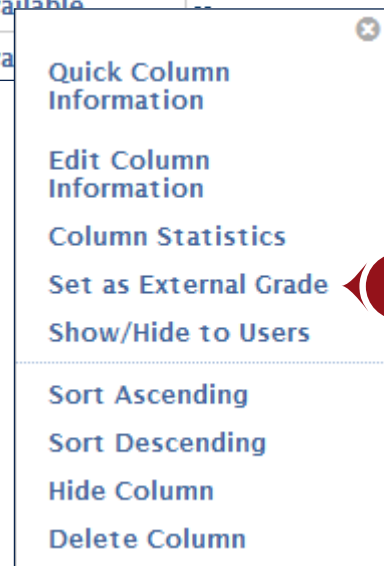 --
Quick Column
Information
Edit Column
Information
Column Statistics
Set as External Grade
Show/Hide to Users
Sort Ascending
Sort Descending
Hide Column
Delete Column